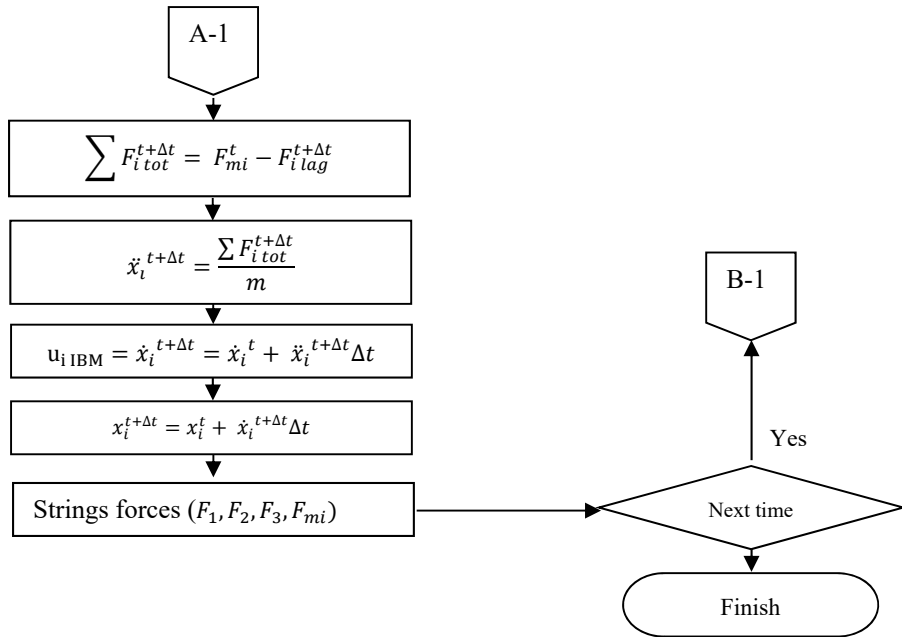 A-1
∑ F_{i tot}^{t+Δt} = F_{mi}^{t} − F_{i lag}^{t+Δt}
ẍ_ι^{t+Δt} = ∑ F_{i tot}^{t+Δt} / m
u_{i IBM} = ẋ_i^{t+Δt} = ẋ_i^{t} + ẍ_i^{t+Δt}Δt
x_i^{t+Δt} = x_i^{t} + ẋ_i^{t+Δt}Δt
Strings forces (F_1, F_2, F_3, F_{mi})
B-1
Yes
Next time
Finish